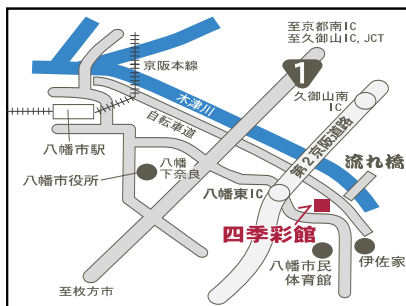 至京都南IC
至久御山IC, JCT
京阪本線
1
久御山南
IC
木津川
自転車道
第2京阪道路
流れ橋
八幡市駅
八幡
下奈良
八幡市役所
八幡東IC
四季彩館
伊佐家
八幡市民
体育館
至枚方市